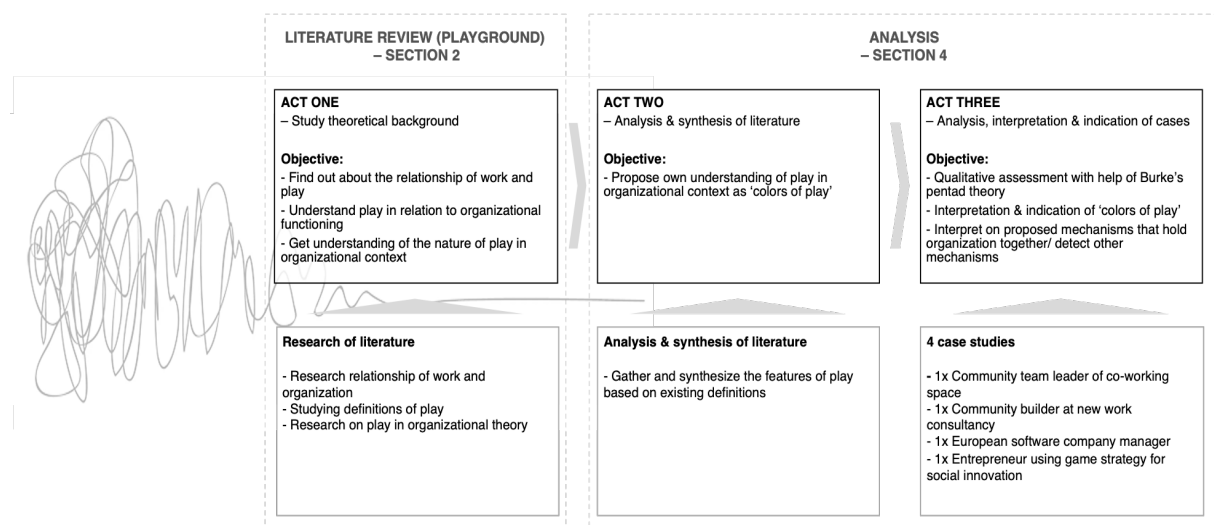 LITERATURE REVIEW (PLAYGROUND)
– SECTION 2
ANALYSIS
– SECTION 4
ACT ONE
– Study theoretical background
Objective:
- Find out about the relationship of work and
play
- Understand play in relation to organizational
functioning
- Get understanding of the nature of play in
organizational context
ACT TWO
– Analysis & synthesis of literature
Objective:
- Propose own understanding of play in
organizational context as ‘colors of play’
ACT THREE
– Analysis, interpretation & indication of cases
Objective:
- Qualitative assessment with help of Burke’s
pentad theory
- Interpretation & indication of ‘colors of play’
- Interpret on proposed mechanisms that hold
organization together/ detect other
mechanisms
Research of literature
- Research relationship of work and
organization
- Studying definitions of play
- Research on play in organizational theory
Analysis & synthesis of literature
- Gather and synthesize the features of play
based on existing definitions
4 case studies
- 1x Community team leader of co-working
space
- 1x Community builder at new work
consultancy
- 1x European software company manager
- 1x Entrepreneur using game strategy for
social innovation